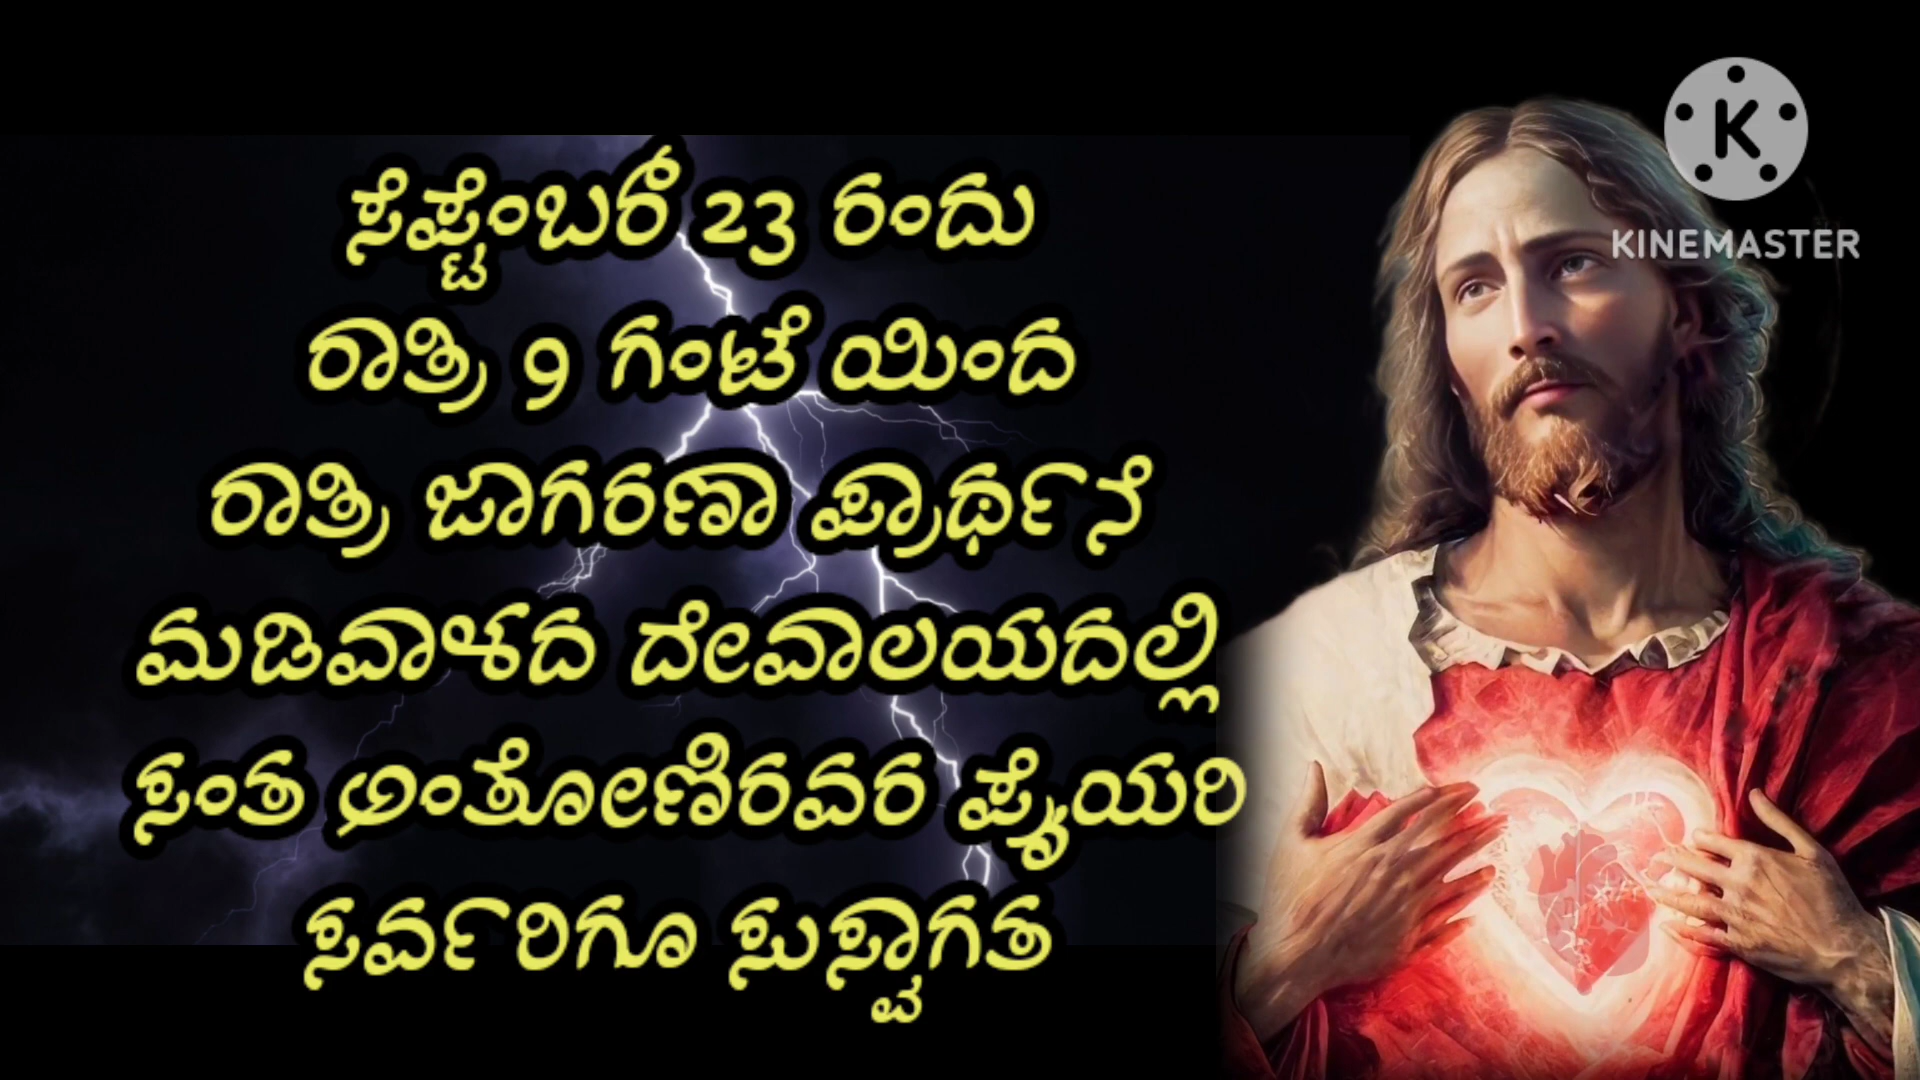 ಸೆಪ್ಟೆಂಬರ್ 23 ರಂದು
ರಾತ್ರಿ 9 ಗಂಟೆ ಯಿಂದ
ರಾತ್ರಿ ಜಾಗರಣಾ ಪ್ರಾರ್ಥನೆ
ಮಡಿವಾಳದ ದೇವಾಲಯದಲ್ಲಿ
ಸಂತ ಅಂತೋಣಿರವರ ಪ್ರೈಯರಿ
ಸರ್ವರಿಗೂ ಸುಸ್ವಾಗತ
K
KINEMASTER